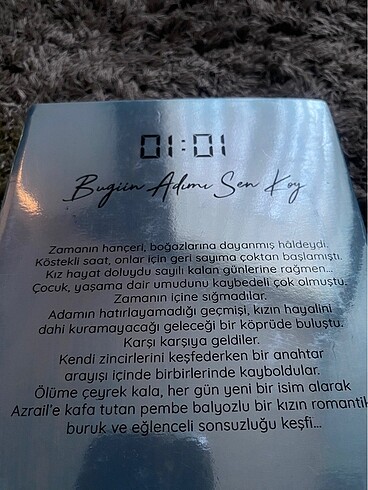 01:01
Bugün Adımı Sen Koy
Zamanın hançeri, boğazlarına dayanmış hâldeydi.
Köstekli saat, onlar için geri sayıma çoktan başlamıştı.
Kız hayat doluydu sayılı kalan günlerine rağmen...
Çocuk, yaşama dair umudunu kaybedeli çok olmuştu.
Zamanın içine sığmadılar.
Adamın hatırlayamadığı geçmişi, kızın hayalini
dahi kuramayacağı geleceği bir köprüde buluştu.
Karşı karşıya geldiler.
Kendi zincirlerini keşfederken bir anahtar
arayışı içinde birbirlerinde kayboldular.
Ölüme çeyrek kala, her gün yeni bir isim alarak
Azrail'e kafa tutan pembe balyozlu bir kızın romantik
buruk ve eğlenceli sonsuzluğu keşfi...